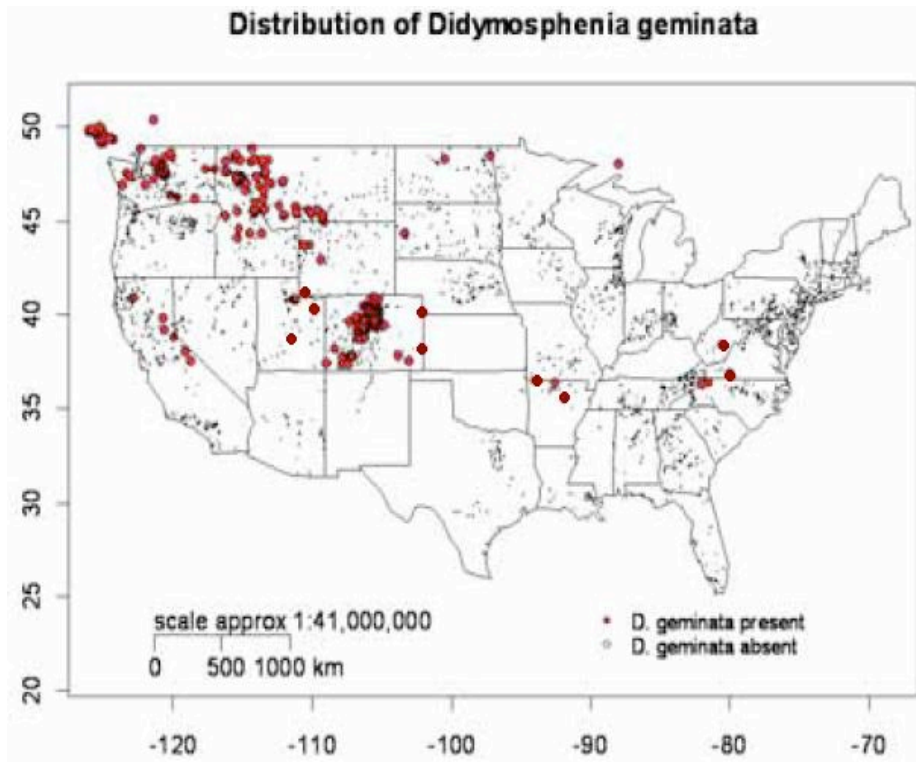 Distribution of Didymosphenia geminata
50
45
40
35
30
25
20
scale approx 1:41,000,000
0 500 1000 km
D. geminata present
D. geminata absent
-120 -110 -100 -90 -80 -70